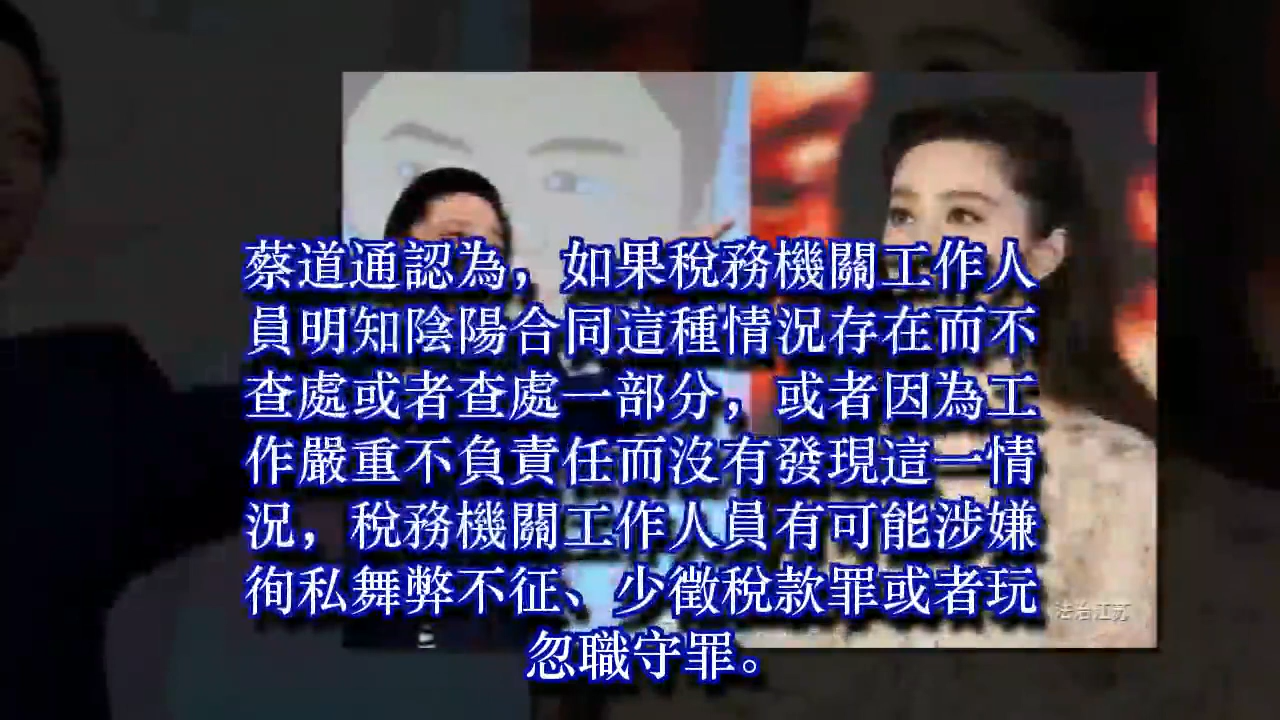 蔡道通認為，如果稅務機關工作人
員明知陰陽合同這種情況存在而不
查處或者查處一部分，或者因為工
作嚴重不負責任而沒有發現這一情
況，稅務機關工作人員有可能涉嫌
徇私舞弊不征、少徵稅款罪或者玩
忽職守罪。
法治江苏